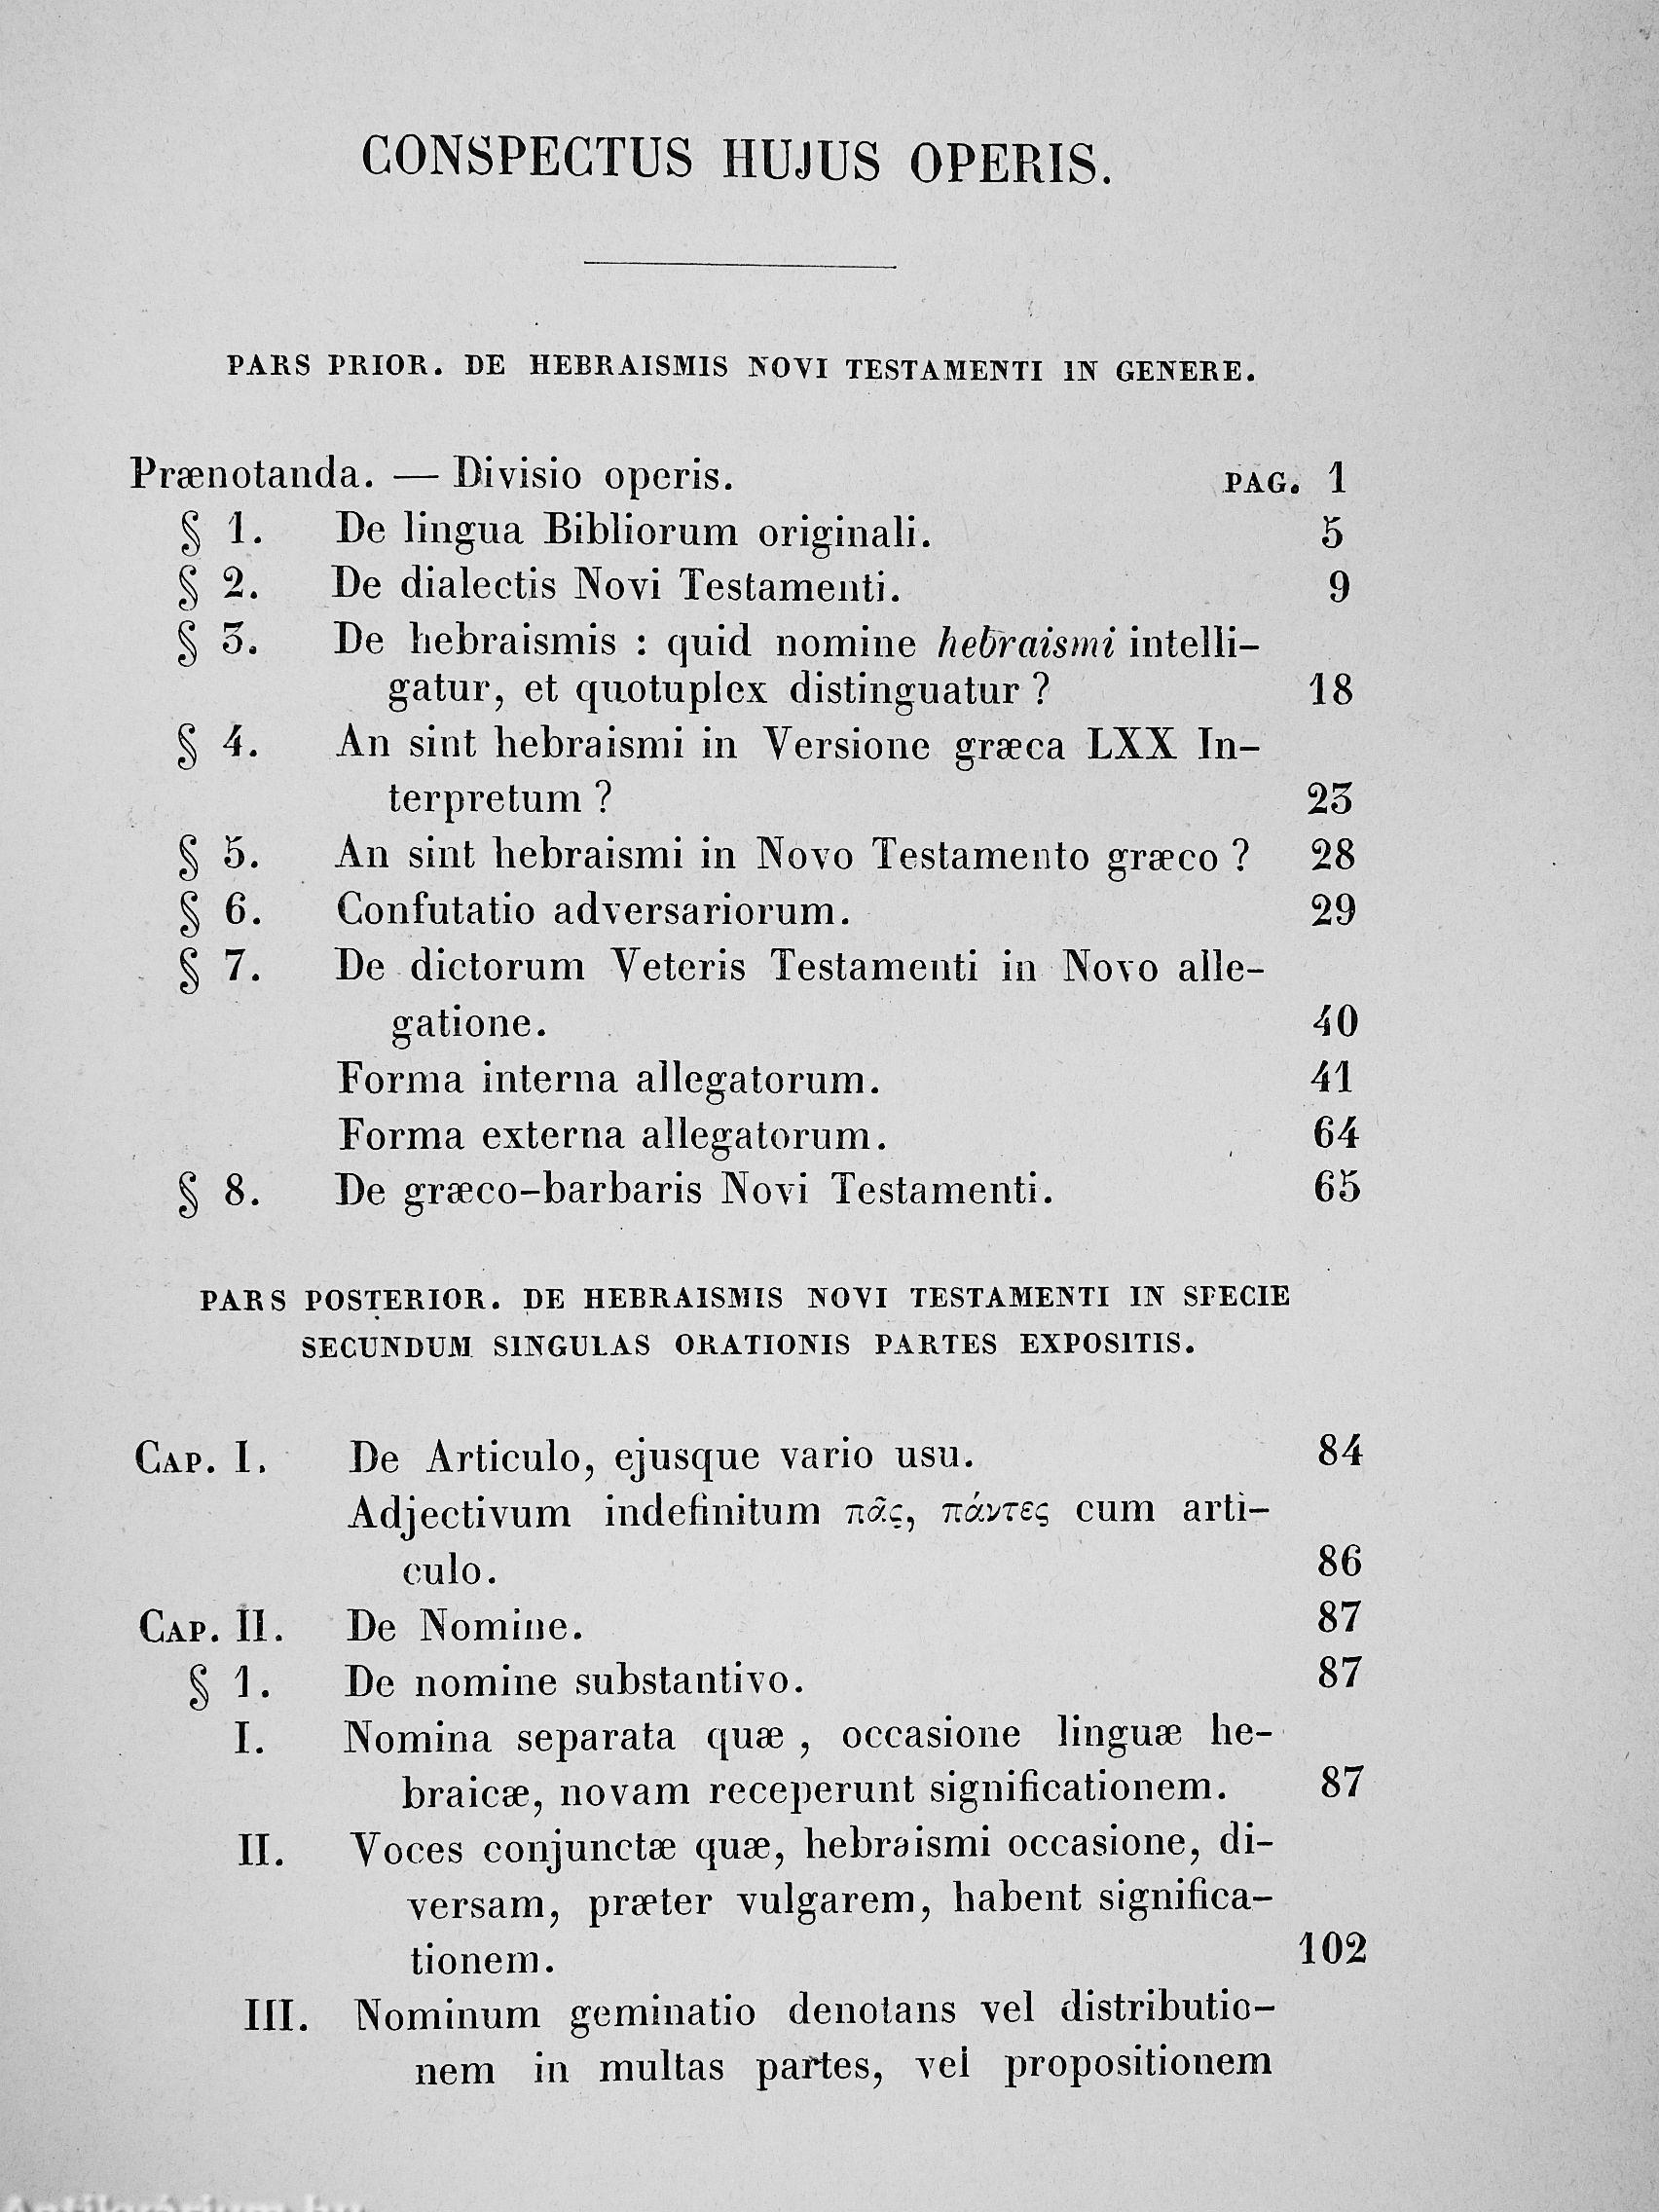 CONSPECTUS HUJUS OPERIS.
PARS PRIOR. DE HEBRAISMIS NOVI TESTAMENTI IN GENERE.
Prænotanda. — Divisio operis. PAG. 1
§ 1. De lingua Bibliorum originali. 5
§ 2. De dialectis Novi Testamenti. 9
§ 3. De hebraismis : quid nomine hebraismi intelli-
gatur, et quotuplex distinguatur ? 18
§ 4. An sint hebraismi in Versione græca LXX In-
terpretum ? 23
§ 5. An sint hebraismi in Novo Testamento græco ? 28
§ 6. Confutatio adversariorum. 29
§ 7. De dictorum Veteris Testamenti in Novo alle-
gatione. 40
Forma interna allegatorum. 41
Forma externa allegatorum. 64
§ 8. De græco-barbaris Novi Testamenti. 65
PARS POSTERIOR. DE HEBRAISMIS NOVI TESTAMENTI IN SPECIE
SECUNDUM SINGULAS ORATIONIS PARTES EXPOSITIS.
CAP. I. De Articulo, ejusque vario usu. 84
Adjectivum indefinitum πᾶς, πάντες cum arti-
culo. 86
CAP. II. De Nomine. 87
§ 1. De nomine substantivo. 87
I. Nomina separata quæ , occasione linguæ he-
braicæ, novam receperunt significationem. 87
II. Voces conjunctæ quæ, hebraismi occasione, di-
versam, præter vulgarem, habent significa-
tionem. 102
III. Nominum geminatio denotans vel distributio-
nem in multas partes, vel propositionem